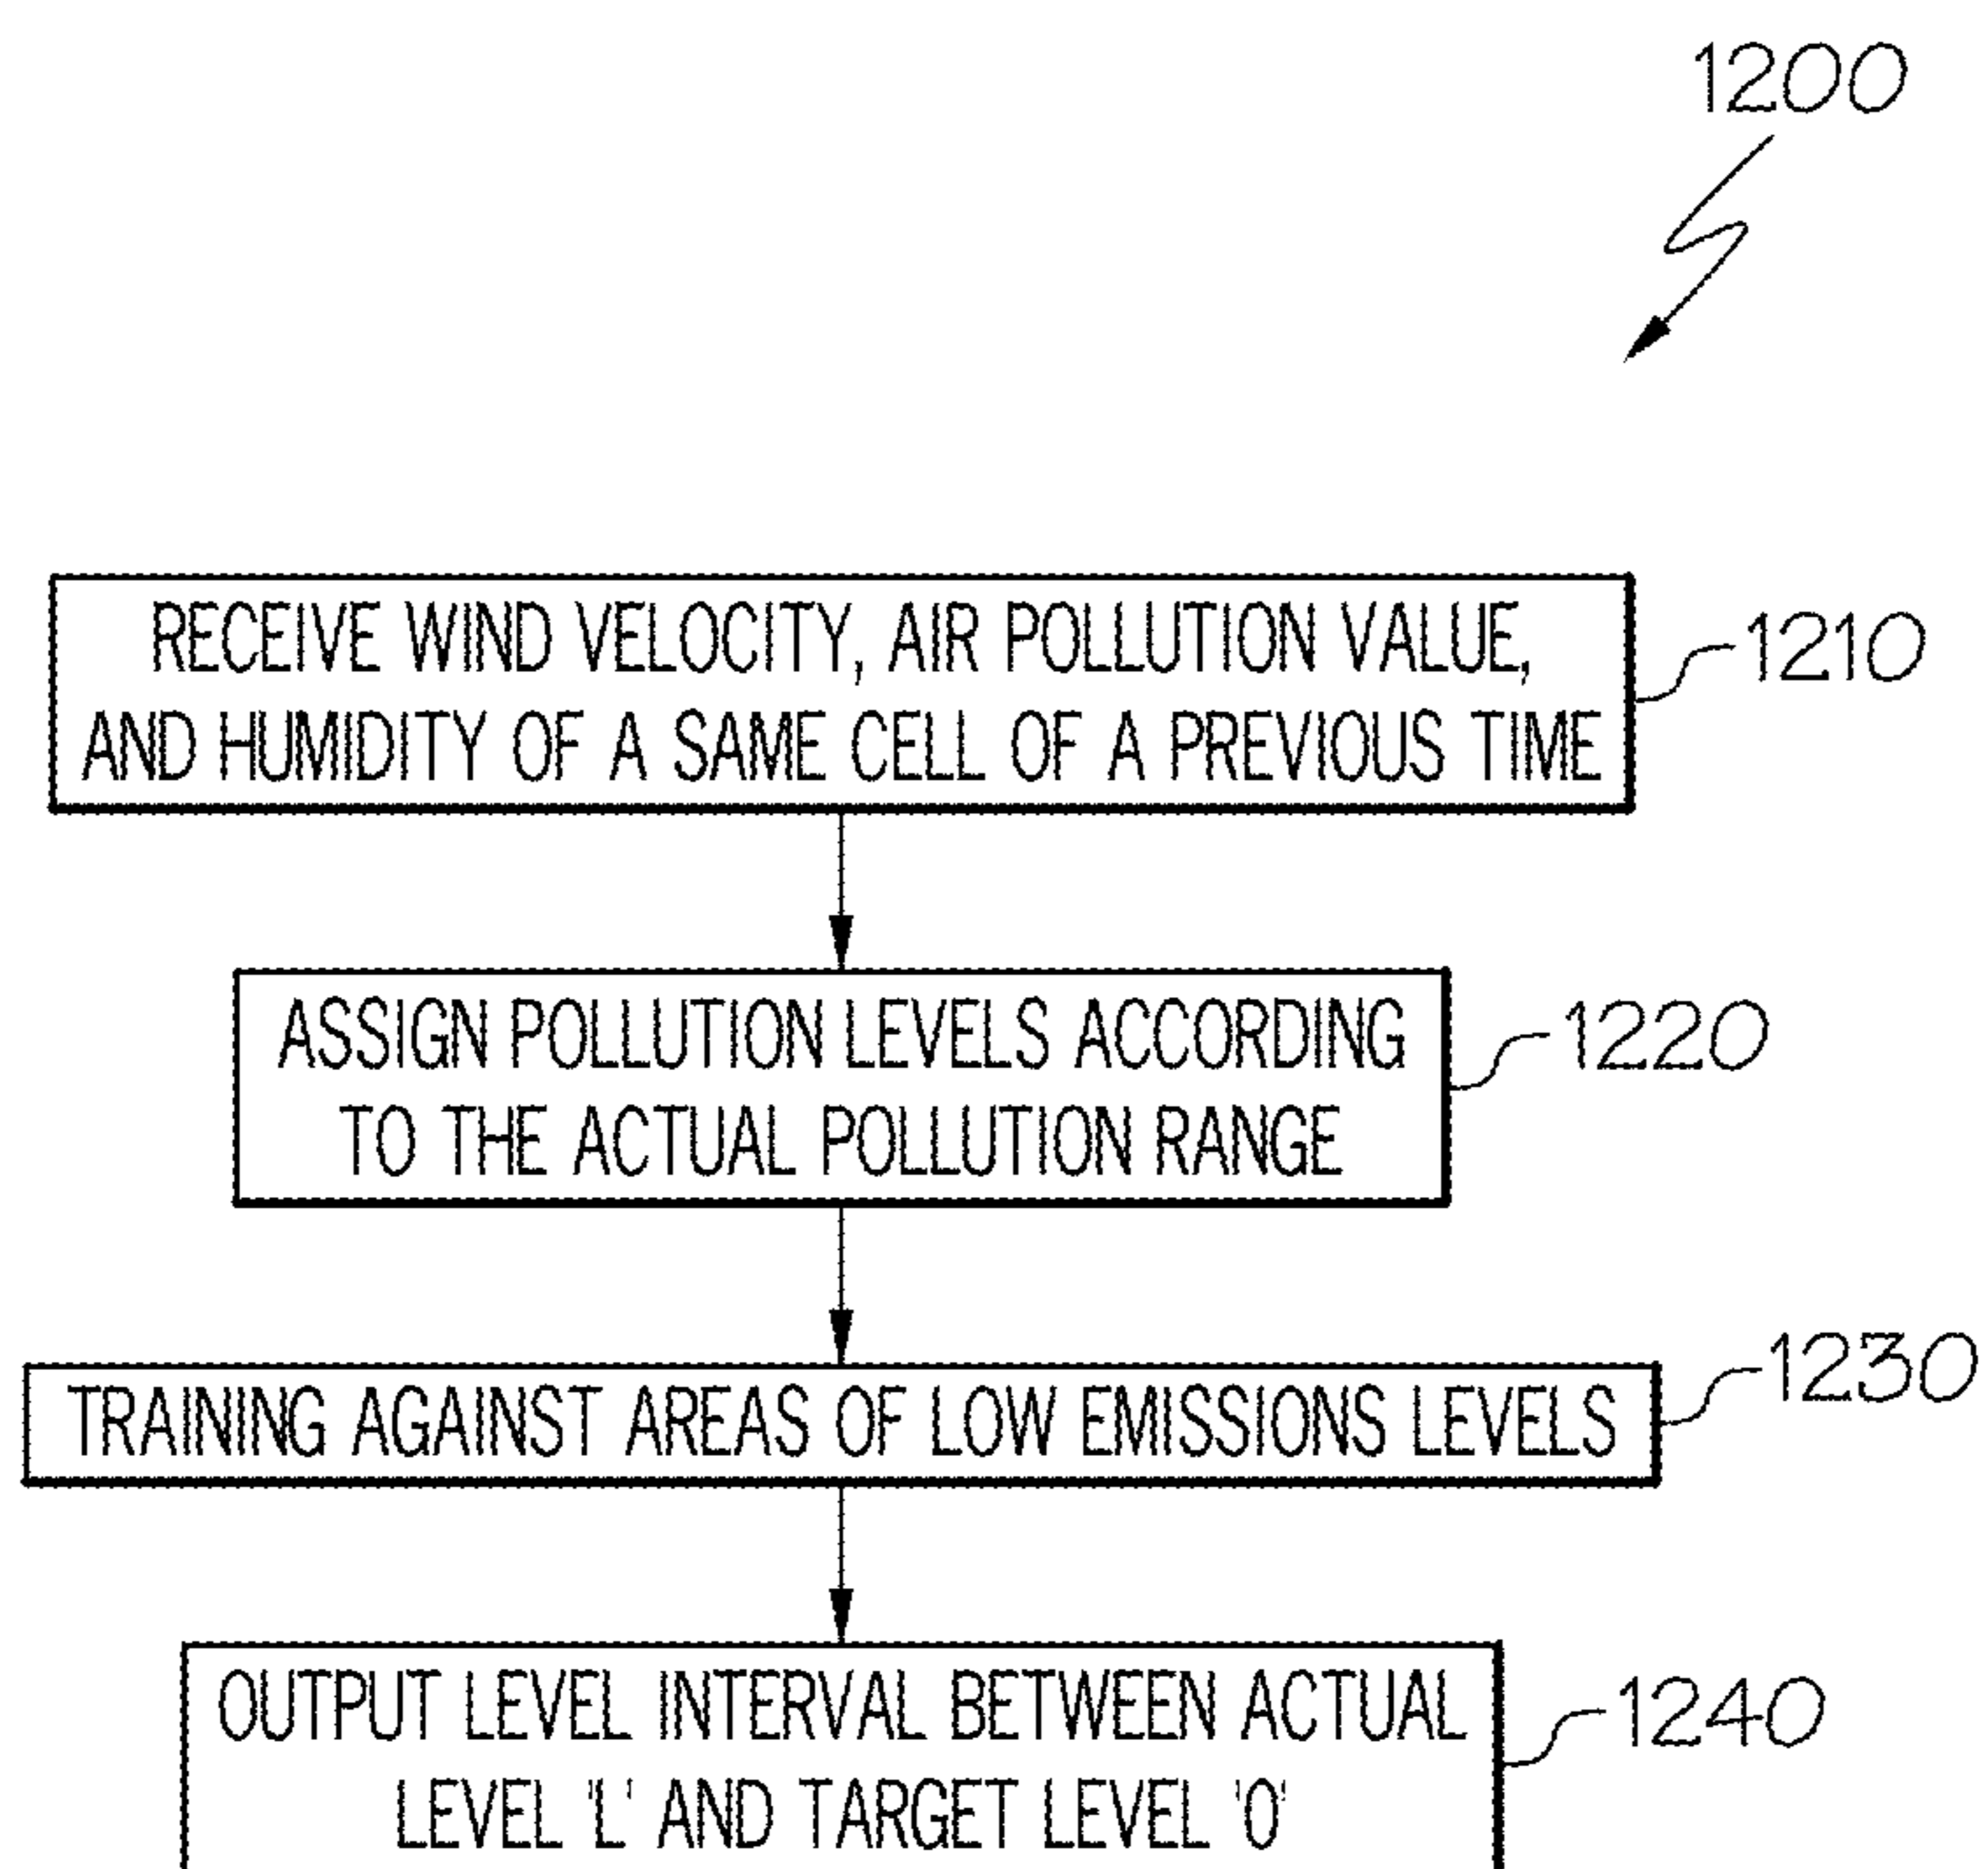 1200
RECEIVE WIND VELOCITY, AIR POLLUTION VALUE,
AND HUMIDITY OF A SAME CELL OF A PREVIOUS TIME
1210
ASSIGN POLLUTION LEVELS ACCORDING
TO THE ACTUAL POLLUTION RANGE
1220
TRAINING AGAINST AREAS OF LOW EMISSIONS LEVELS
1230
OUTPUT LEVEL INTERVAL BETWEEN ACTUAL
LEVEL 'L' AND TARGET LEVEL 'O'
1240